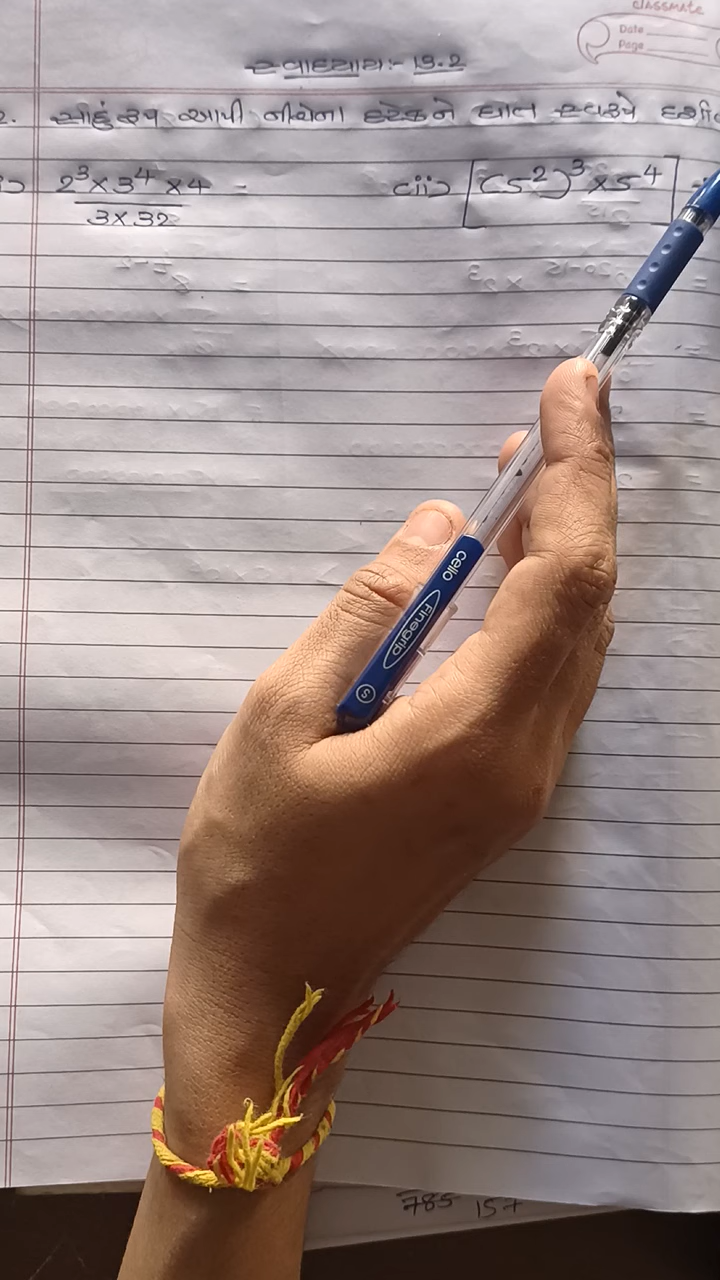 classmate
Date
Page
સ્વાધ્યાય:- 13.2
2. સાદું રૂપ આપી નીચેના દરેકને ઘાત સ્વરૂપે દર્શાવ
2³×3⁴×4 =
3×32
(ii) [(5²)³×5⁴]
cello
Finegrip
S
785 157